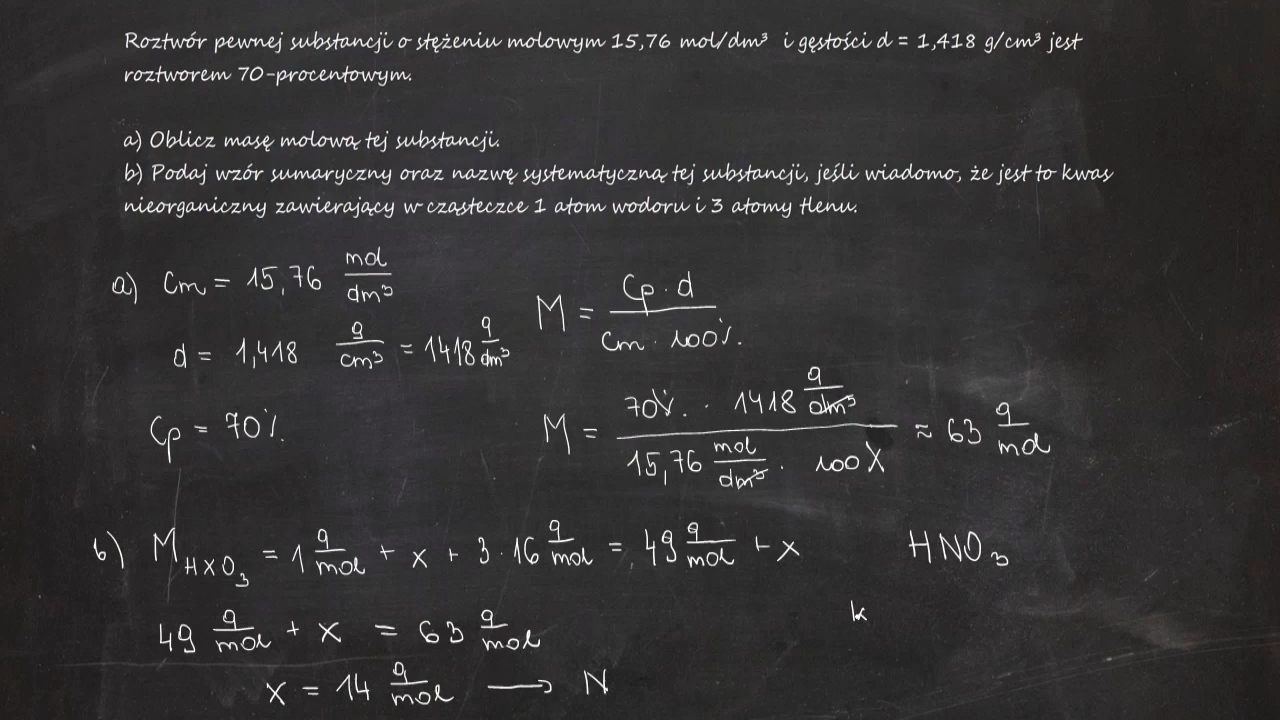 Roztwór pewnej substancji o stężeniu molowym 15,76 mol/dm³ i gęstości d = 1,418 g/cm³ jest
roztworem 70-procentowym.
a) Oblicz masę molową tej substancji.
b) Podaj wzór sumaryczny oraz nazwę systematyczną tej substancji, jeśli wiadomo, że jest to kwas
nieorganiczny zawierający w cząsteczce 1 atom wodoru i 3 atomy tlenu.
a) Cm = 15,76 mol/dm³
M = Cp · d / Cm · 100%
d = 1,418 g/cm³ = 1418 g/dm³
Cp = 70%
M = 70% · 1418 g/dm³ / 15,76 mol/dm³ · 100% ≈ 63 g/mol
b) M HXO₃ = 1 g/mol + x + 3 · 16 g/mol = 49 g/mol + x
HNO₃
49 g/mol + x = 63 g/mol
k
x = 14 g/mol → N